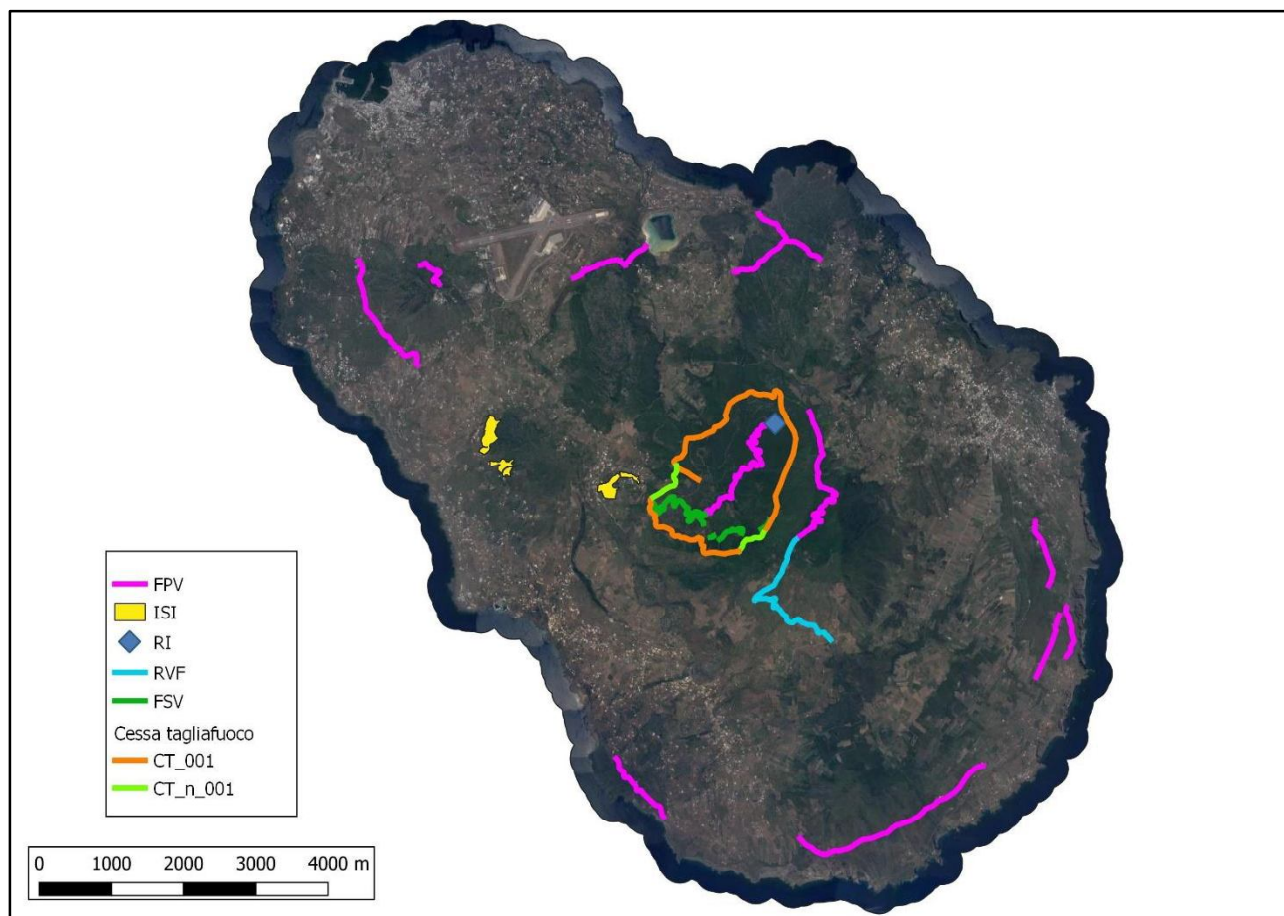 FPV
ISI
RI
RVF
FSV
Cessa tagliafuoco
CT_001
CT_n_001
0 1000 2000 3000 4000 m